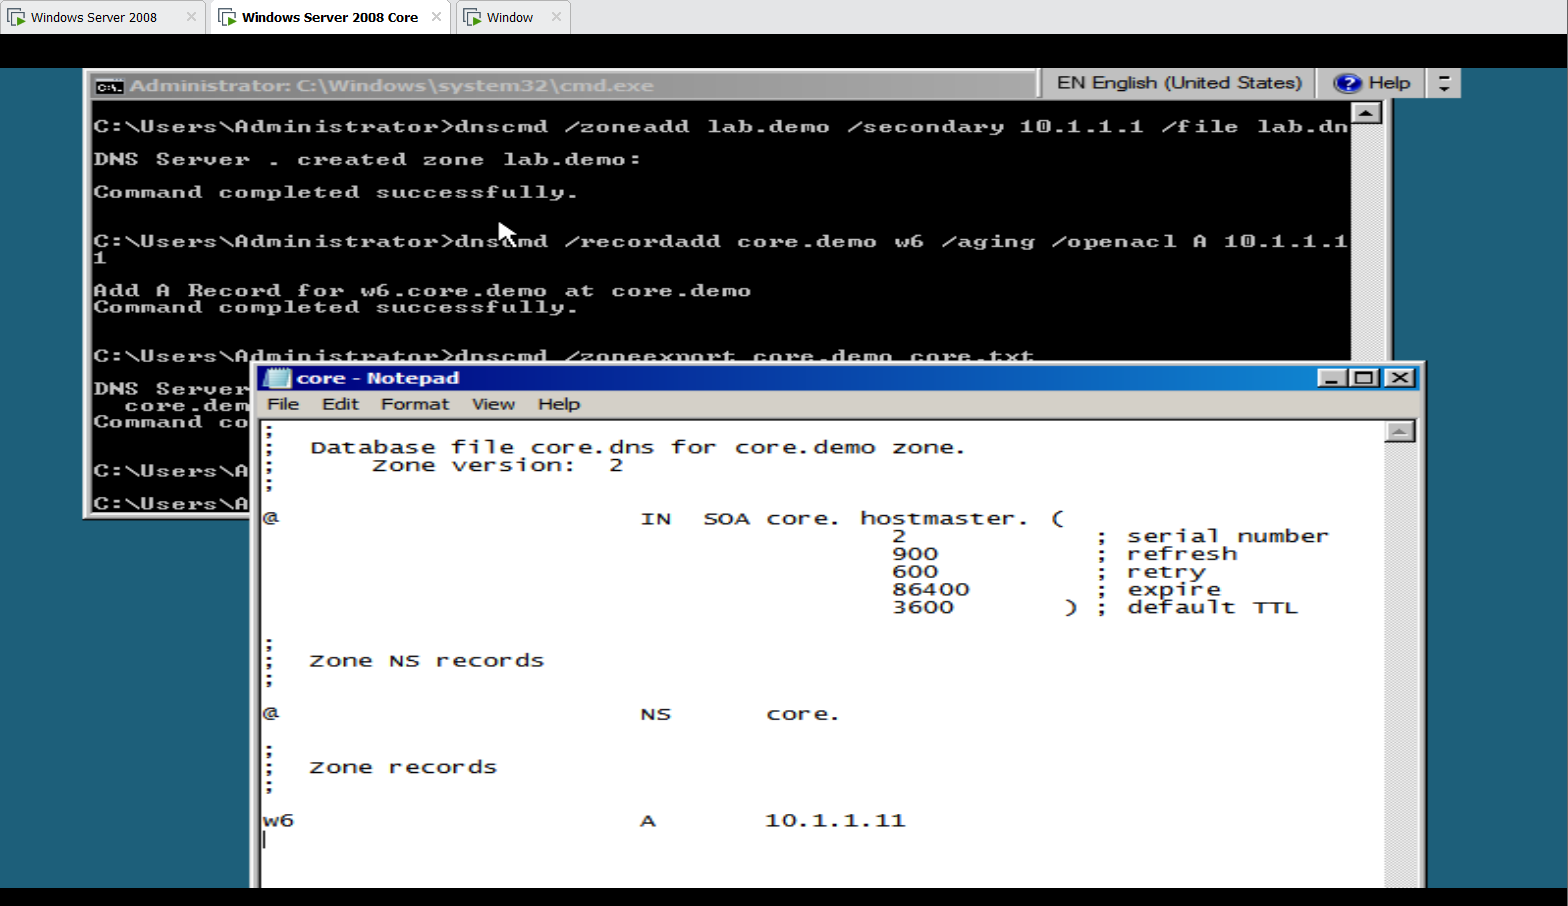 Windows Server 2008
Windows Server 2008 Core
Window
Administrator: C:\Windows\system32\cmd.exe
EN English (United States)
Help
C:\Users\Administrator>dnscmd /zoneadd lab.demo /secondary 10.1.1.1 /file lab.dn
DNS Server . created zone lab.demo:
Command completed successfully.
C:\Users\Administrator>dnscmd /recordadd core.demo w6 /aging /openacl A 10.1.1.1
1
Add A Record for w6.core.demo at core.demo
Command completed successfully.
C:\Users\Administrator>dnscmd /zoneexport core.demo core.txt
DNS Server
core.dem
Command co
C:\Users\A
C:\Users\A
core - Notepad
File Edit Format View Help
;
; Database file core.dns for core.demo zone.
; Zone version: 2
;
@ IN SOA core. hostmaster. (
2 ; serial number
900 ; refresh
600 ; retry
86400 ; expire
3600 ) ; default TTL
;
; Zone NS records
;
@ NS core.
;
; Zone records
;
w6 A 10.1.1.11